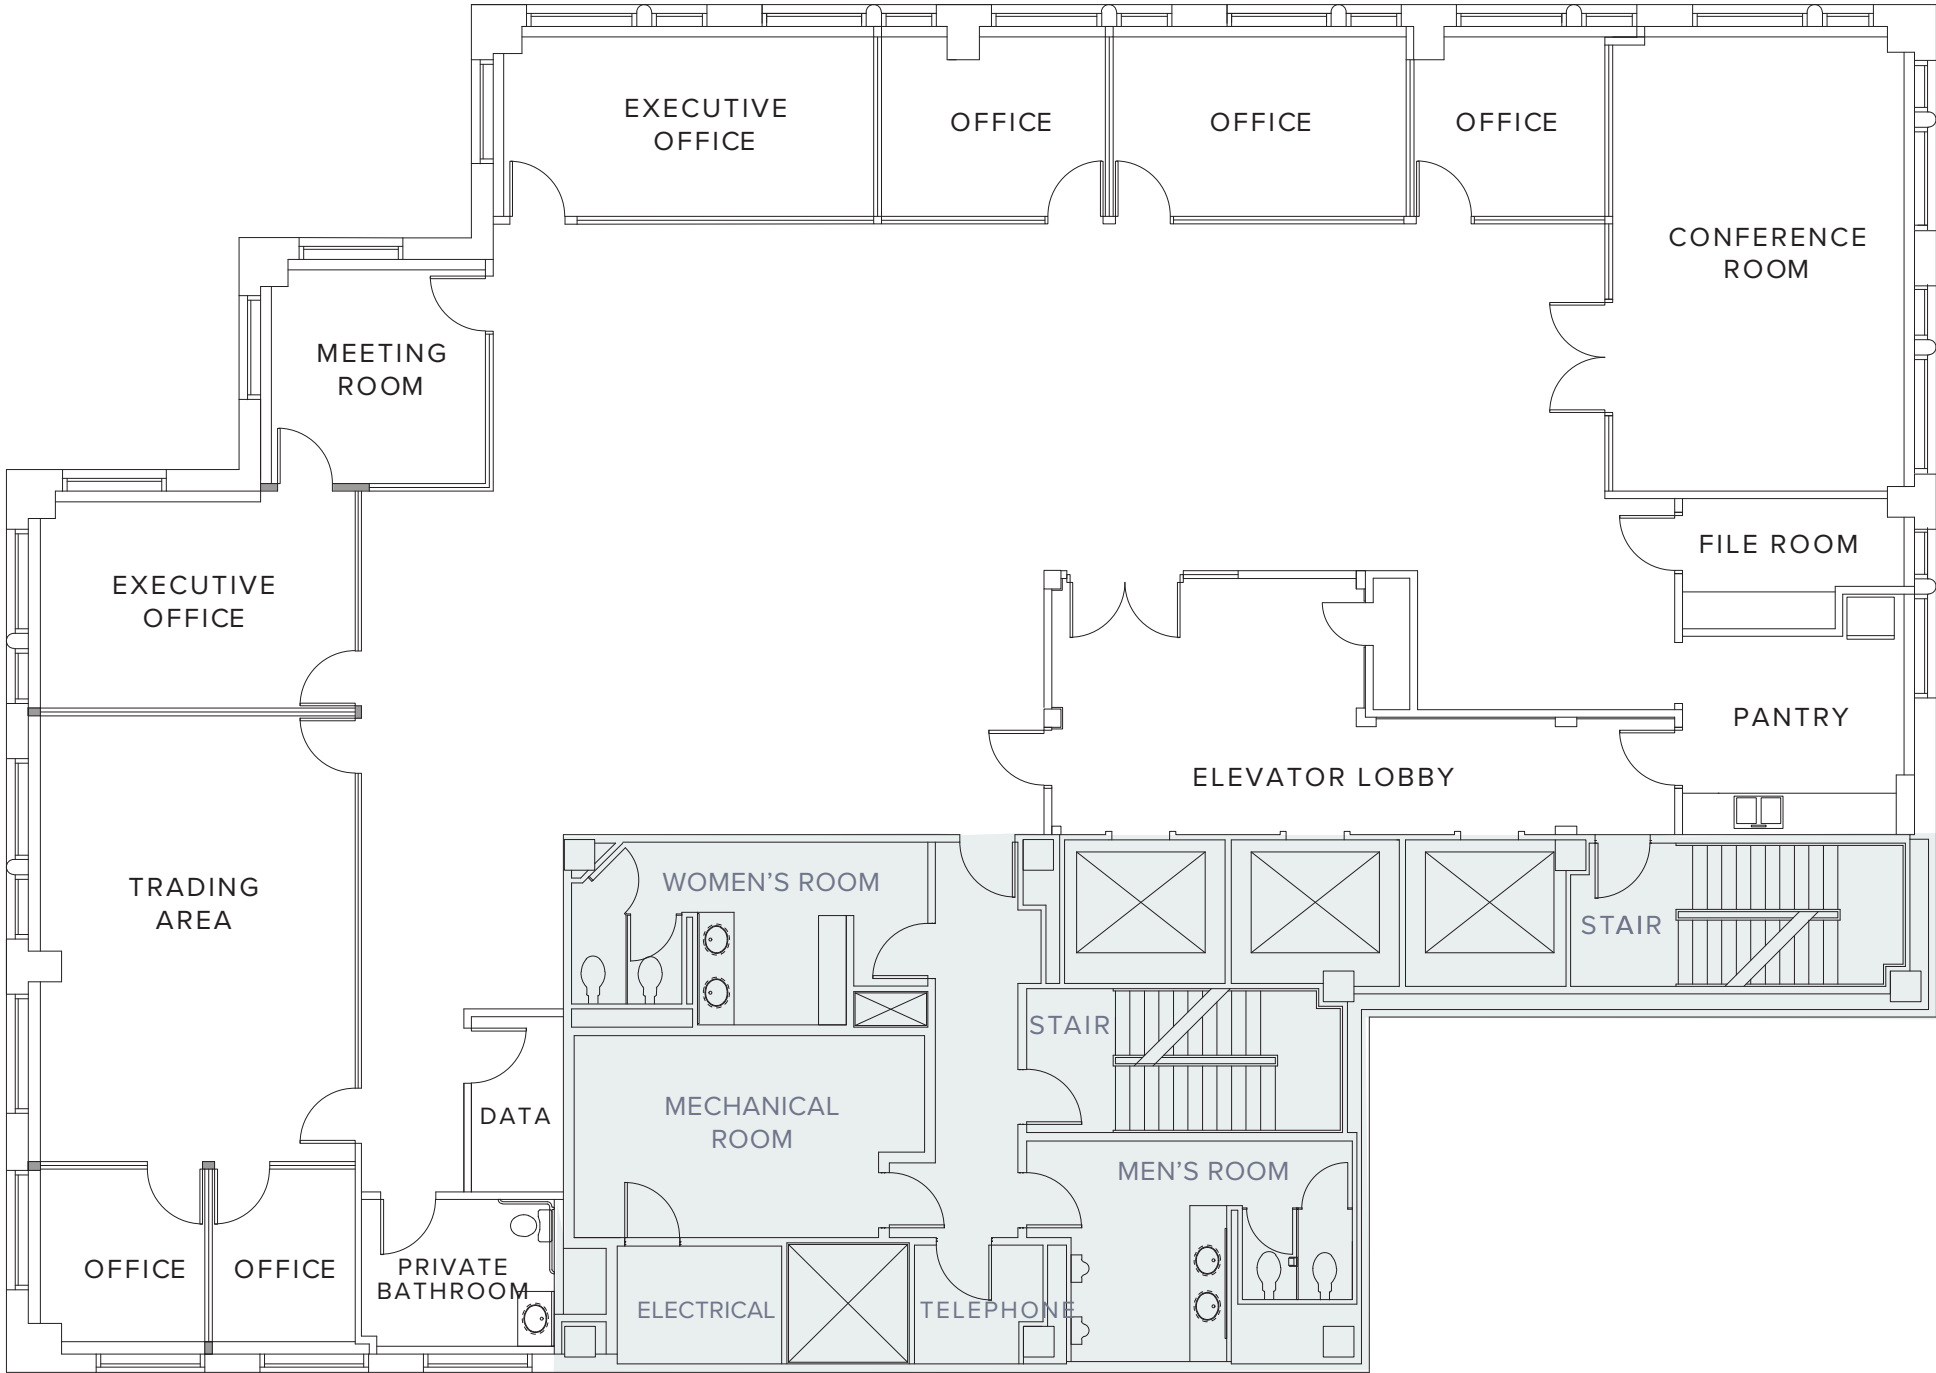 EXECUTIVE
OFFICE
OFFICE
OFFICE
OFFICE
CONFERENCE
ROOM
MEETING
ROOM
FILE ROOM
EXECUTIVE
OFFICE
PANTRY
ELEVATOR LOBBY
TRADING
AREA
WOMEN'S ROOM
STAIR
STAIR
DATA
MECHANICAL
ROOM
MEN'S ROOM
OFFICE
OFFICE
PRIVATE
BATHROOM
ELECTRICAL
TELEPHONE